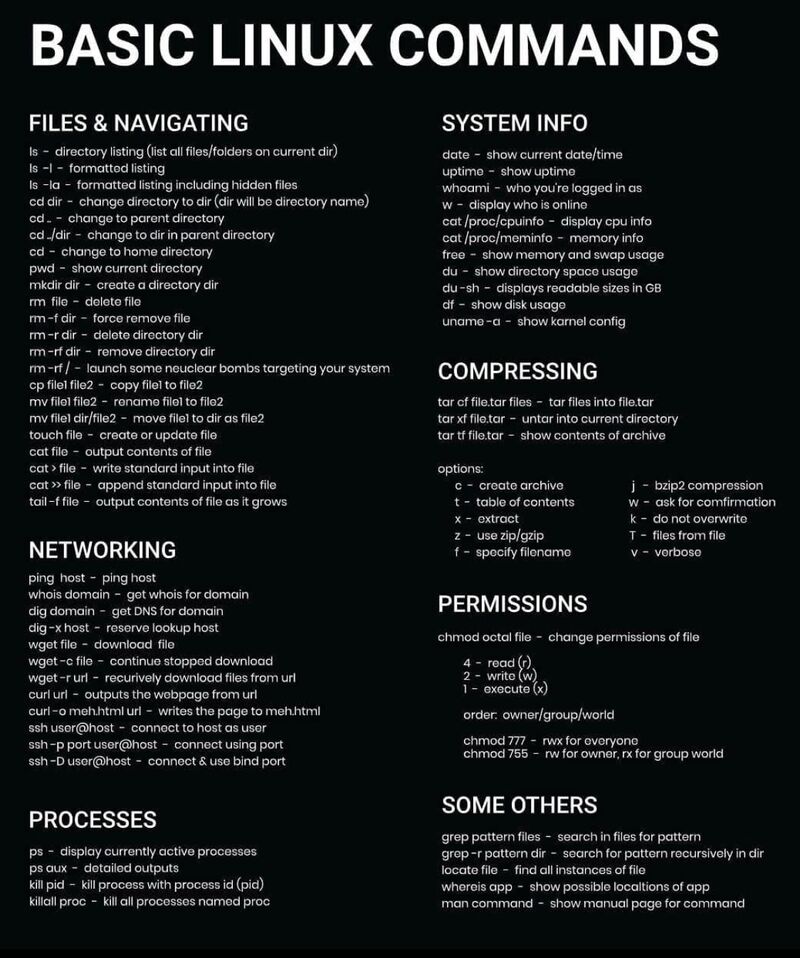 BASIC LINUX COMMANDS
FILES & NAVIGATING
ls - directory listing (list all files/folders on current dir)
ls -l - formatted listing
ls -la - formatted listing including hidden files
cd dir - change directory to dir (dir will be directory name)
cd .. - change to parent directory
cd ../dir - change to dir in parent directory
cd - change to home directory
pwd - show current directory
mkdir dir - create a directory dir
rm file - delete file
rm -f dir - force remove file
rm -r dir - delete directory dir
rm -rf dir - remove directory dir
rm -rf / - launch some neuclear bombs targeting your system
cp file1 file2 - copy file1 to file2
mv file1 file2 - rename file1 to file2
mv file1 dir/file2 - move file1 to dir as file2
touch file - create or update file
cat file - output contents of file
cat > file - write standard input into file
cat >> file - append standard input into file
tail -f file - output contents of file as it grows
NETWORKING
ping host - ping host
whois domain - get whois for domain
dig domain - get DNS for domain
dig -x host - reserve lookup host
wget file - download file
wget -c file - continue stopped download
wget -r url - recurively download files from url
curl url - outputs the webpage from url
curl -o meh.html url - writes the page to meh.html
ssh user@host - connect to host as user
ssh -p port user@host - connect using port
ssh -D user@host - connect & use bind port
PROCESSES
ps - display currently active processes
ps aux - detailed outputs
kill pid - kill process with process id (pid)
killall proc - kill all processes named proc
SYSTEM INFO
date - show current date/time
uptime - show uptime
whoami - who you're logged in as
w - display who is online
cat /proc/cpuinfo - display cpu info
cat /proc/meminfo - memory info
free - show memory and swap usage
du - show directory space usage
du -sh - displays readable sizes in GB
df - show disk usage
uname -a - show karnel config
COMPRESSING
tar cf file.tar files - tar files into file.tar
tar xf file.tar - untar into current directory
tar tf file.tar - show contents of archive
options:
c - create archive
t - table of contents
x - extract
z - use zip/gzip
f - specify filename
j - bzip2 compression
w - ask for comfirmation
k - do not overwrite
T - files from file
v - verbose
PERMISSIONS
chmod octal file - change permissions of file
4 - read (r)
2 - write (w)
1 - execute (x)
order: owner/group/world
chmod 777 - rwx for everyone
chmod 755 - rw for owner, rx for group world
SOME OTHERS
grep pattern files - search in files for pattern
grep -r pattern dir - search for pattern recursively in dir
locate file - find all instances of file
whereis app - show possible localtions of app
man command - show manual page for command